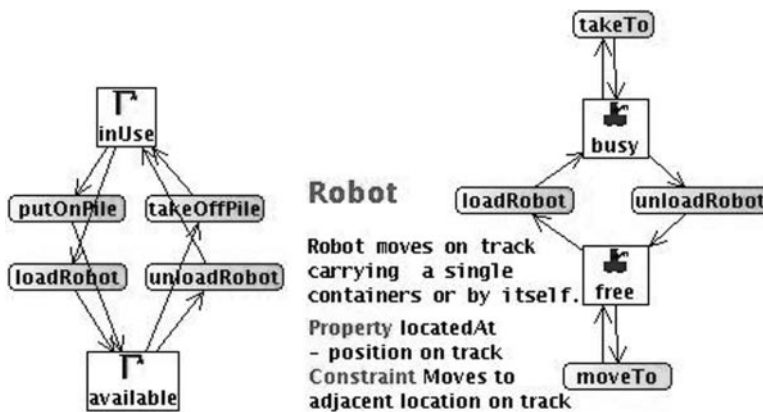 inUse
putOnPile
takeOffPile
loadRobot
unloadRobot
available
Robot
Robot moves on track
carrying a single
containers or by itself.
Property locatedAt
- position on track
Constraint Moves to
adjacent location on track
takeTo
busy
loadRobot
unloadRobot
free
moveTo